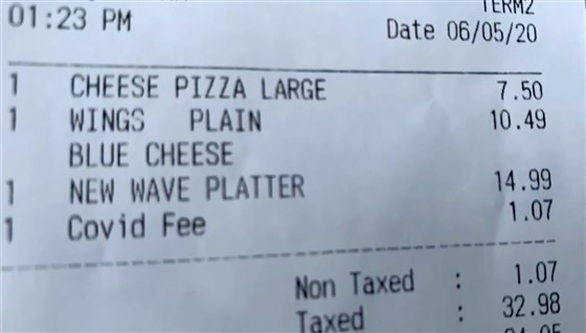 TERM2
01:23 PM Date 06/05/20
1 CHEESE PIZZA LARGE 7.50
1 WINGS PLAIN 10.49
BLUE CHEESE
1 NEW WAVE PLATTER 14.99
1 Covid Fee 1.07
Non Taxed : 1.07
Taxed : 32.98